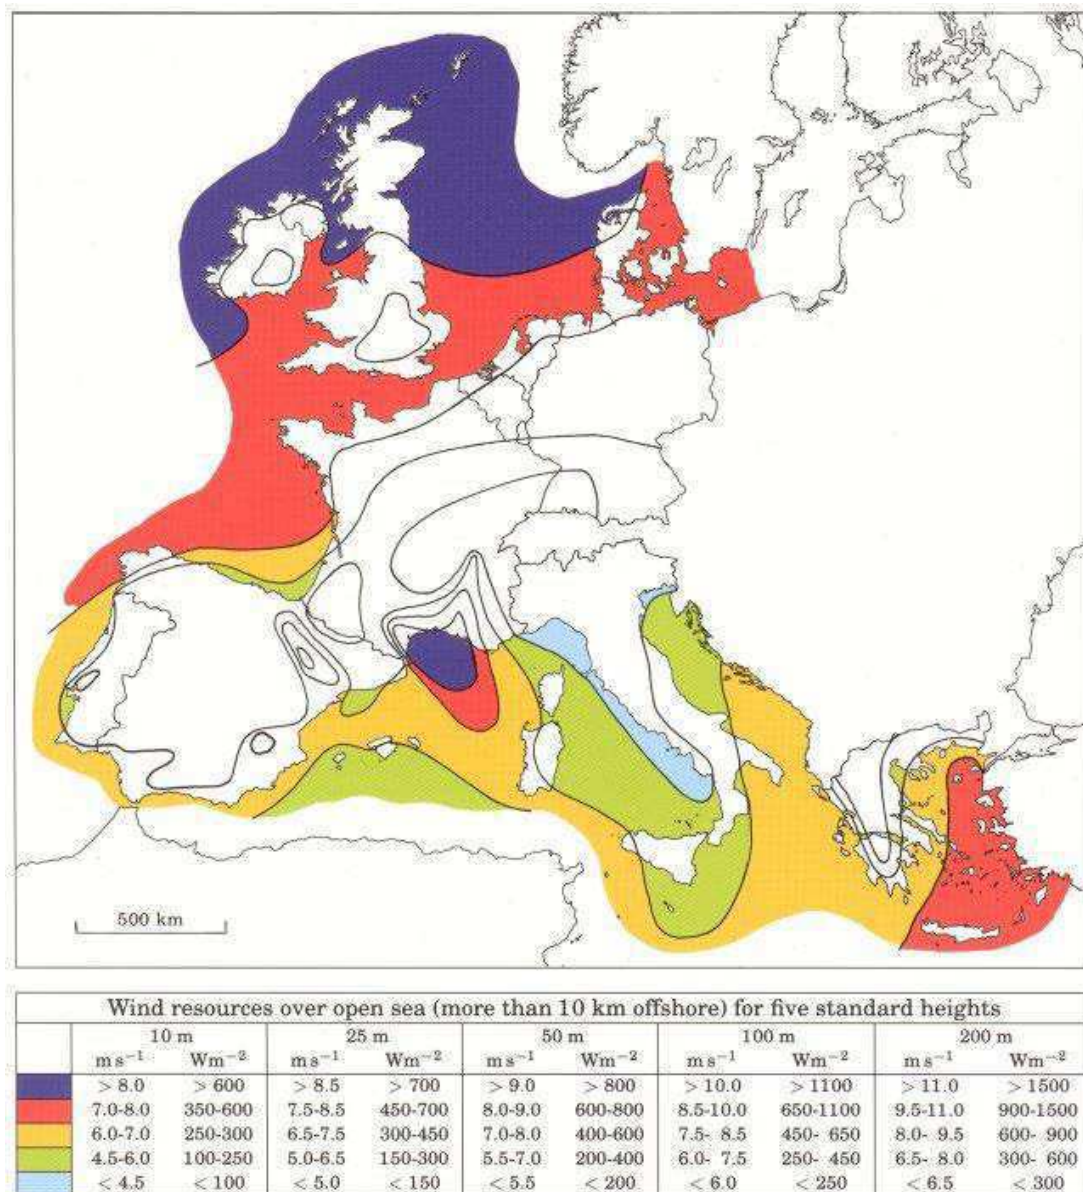 500 km
Wind resources over open sea (more than 10 km offshore) for five standard heights
10 m 25 m 50 m 100 m 200 m
m s⁻¹ Wm⁻² m s⁻¹ Wm⁻² m s⁻¹ Wm⁻² m s⁻¹ Wm⁻² m s⁻¹ Wm⁻²
> 8.0 > 600 > 8.5 > 700 > 9.0 > 800 > 10.0 > 1100 > 11.0 > 1500
7.0-8.0 350-600 7.5-8.5 450-700 8.0-9.0 600-800 8.5-10.0 650-1100 9.5-11.0 900-1500
6.0-7.0 250-300 6.5-7.5 300-450 7.0-8.0 400-600 7.5- 8.5 450- 650 8.0- 9.5 600- 900
4.5-6.0 100-250 5.0-6.5 150-300 5.5-7.0 200-400 6.0- 7.5 250- 450 6.5- 8.0 300- 600
< 4.5 < 100 < 5.0 < 150 < 5.5 < 200 < 6.0 < 250 < 6.5 < 300